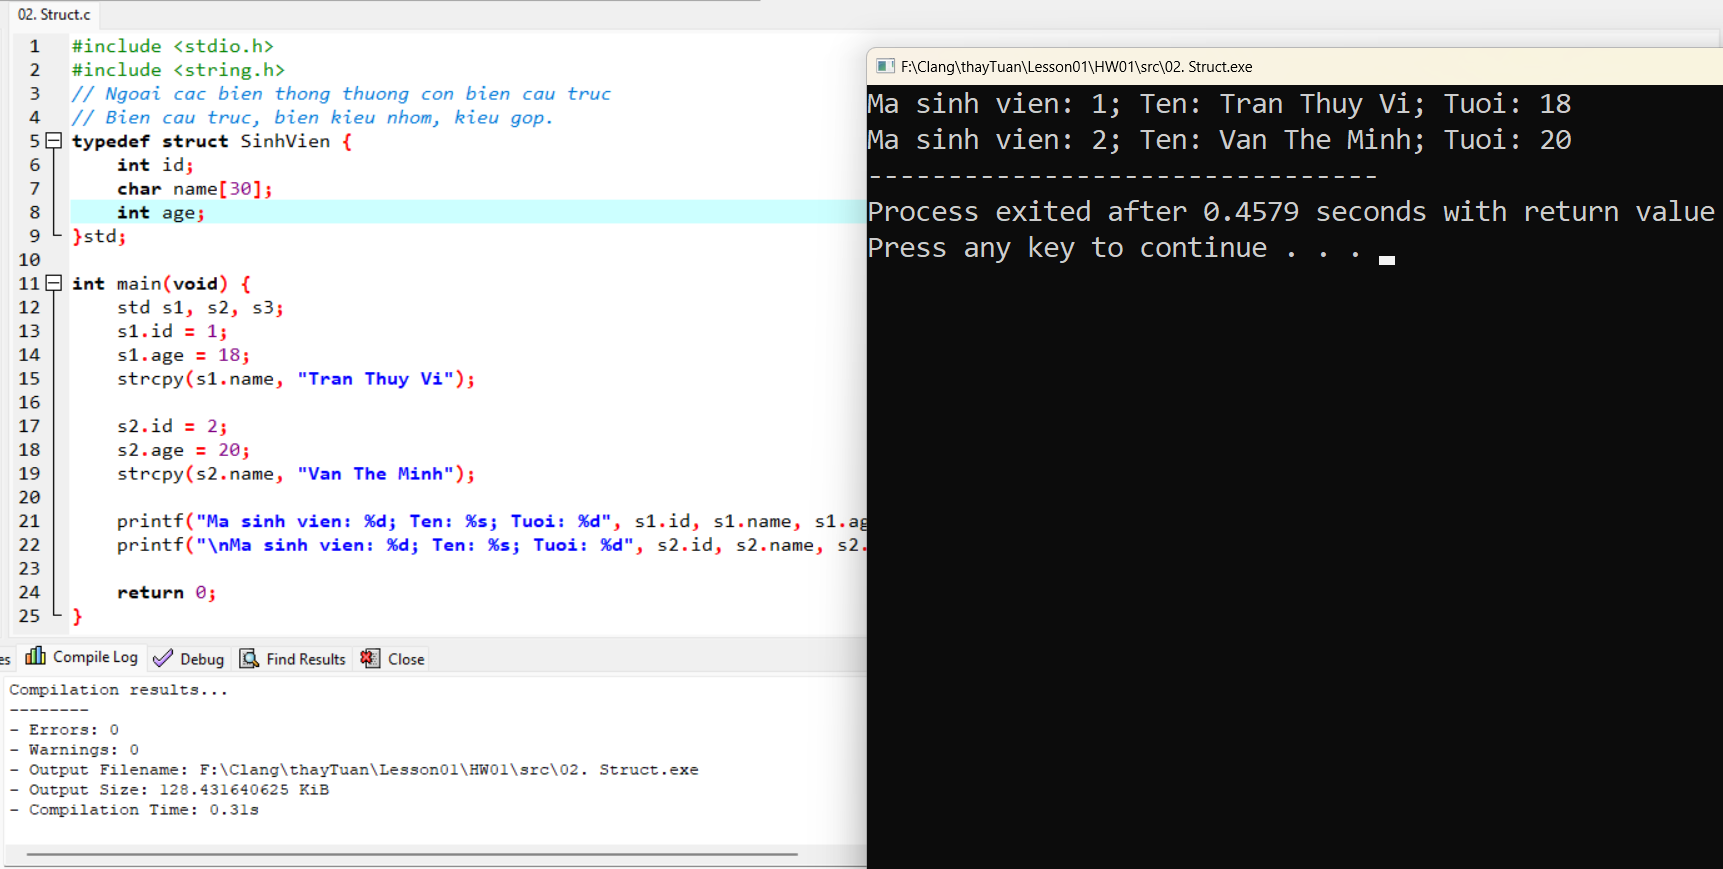 02. Struct.c
1 #include <stdio.h>
2 #include <string.h>
3 // Ngoai cac bien thong thuong con bien cau truc
4 // Bien cau truc, bien kieu nhom, kieu gop.
5 typedef struct SinhVien {
6     int id;
7     char name[30];
8     int age;
9 }std;
10
11 int main(void) {
12     std s1, s2, s3;
13     s1.id = 1;
14     s1.age = 18;
15     strcpy(s1.name, "Tran Thuy Vi");
16
17     s2.id = 2;
18     s2.age = 20;
19     strcpy(s2.name, "Van The Minh");
20
21     printf("Ma sinh vien: %d; Ten: %s; Tuoi: %d", s1.id, s1.name, s1.ag
22     printf("\nMa sinh vien: %d; Ten: %s; Tuoi: %d", s2.id, s2.name, s2.
23
24     return 0;
25 }
es Compile Log Debug Find Results Close
Compilation results...
--------
- Errors: 0
- Warnings: 0
- Output Filename: F:\Clang\thayTuan\Lesson01\HW01\src\02. Struct.exe
- Output Size: 128.431640625 KiB
- Compilation Time: 0.31s
F:\Clang\thayTuan\Lesson01\HW01\src\02. Struct.exe
Ma sinh vien: 1; Ten: Tran Thuy Vi; Tuoi: 18
Ma sinh vien: 2; Ten: Van The Minh; Tuoi: 20
--------------------------------
Process exited after 0.4579 seconds with return value
Press any key to continue . . .